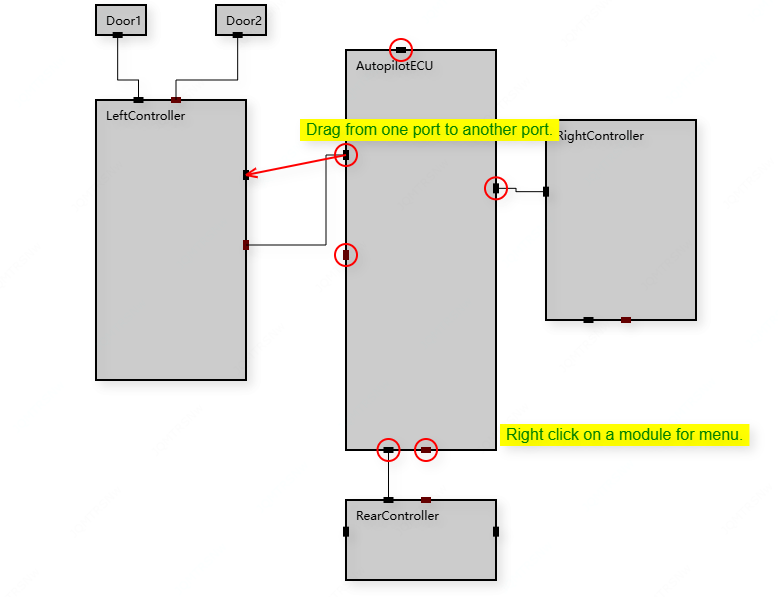 Door1
Door2
AutopilotECU
LeftController
Drag from one port to another port.
RightController
Right click on a module for menu.
RearController